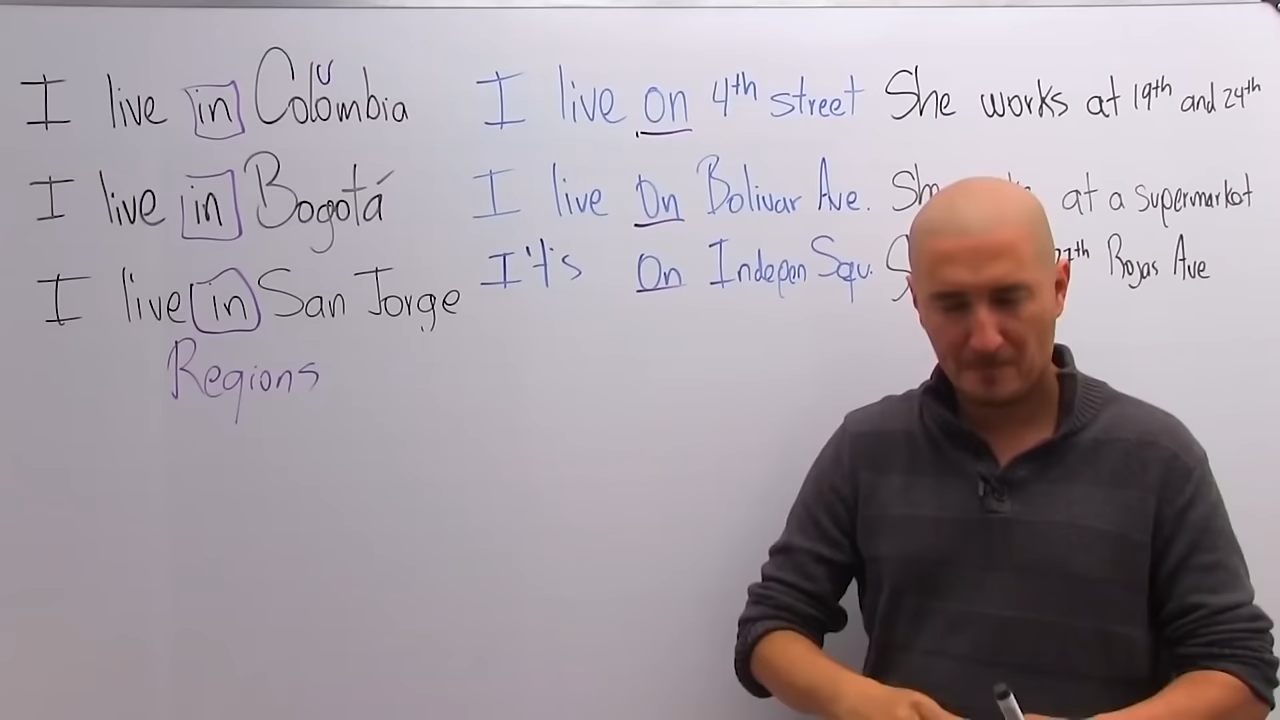 I live in Colombia
I live in Bogotá
I live in San Jorge
Regions
I live on 4th street
I live On Bolivar Ave.
It's On Indepen Squ.
She works at 19th and 24th
at a supermarket
Rojas Ave